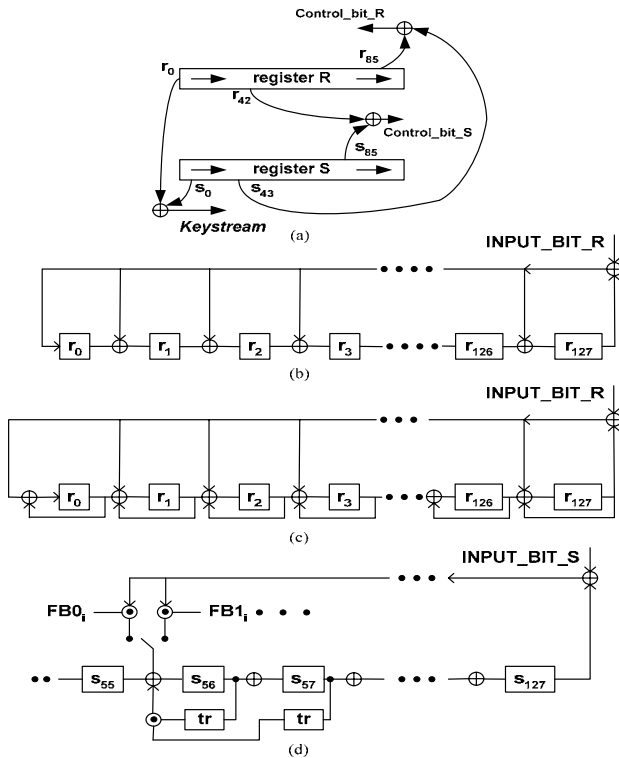 Control_bit_R
r0
r85
register R
r42
Control_bit_S
s85
register S
s0
s43
Keystream
(a)
INPUT_BIT_R
r0
r1
r2
r3
r126
r127
(b)
INPUT_BIT_R
r0
r1
r2
r3
r126
r127
(c)
INPUT_BIT_S
FB0i
FB1i
s55
s56
s57
s127
tr
tr
(d)